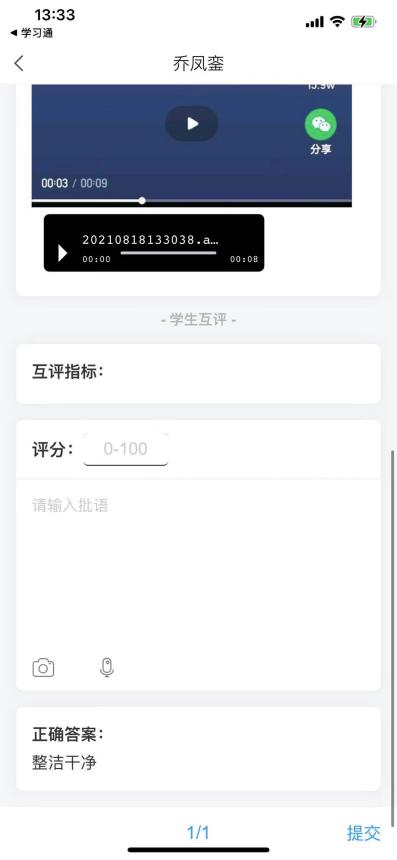 13:33
◀ 学习通
乔凤銮
15.9W
分享
00:03 / 00:09
20210818133038.a…
00:00
00:08
- 学生互评 -
互评指标：
评分： 0-100
请输入批语
正确答案：
整洁干净
1/1
提交